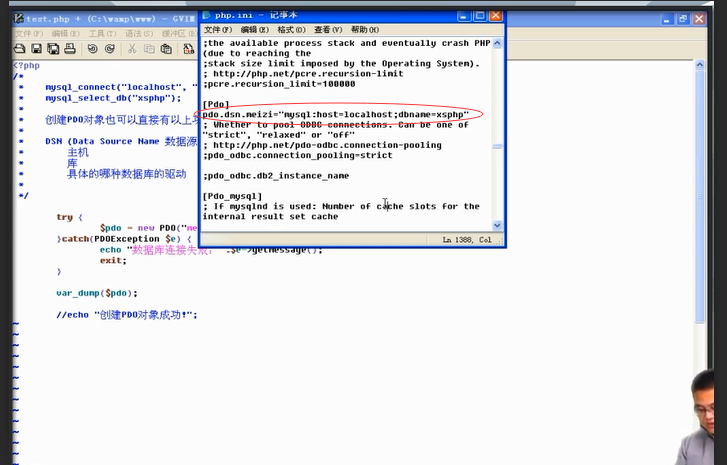 test.php + (C:\wamp\www) - GVIM
文件(F) 编辑(E) 工具(T) 语法(S) 缓冲区(B)
<?php
/*
* mysql_connect("localhost", "
* mysql_select_db("xsphp");
*
* 创建PDO对象也可以直接有以上
*
* DSN (Data Source Name 数据源
* 主机
* 库
* 具体的哪种数据库的驱动
*
*/
try {
$pdo = new PDO("me
}catch(PDOException $e) {
echo "数据库连接失败: ".$e->getMessage();
exit;
}
var_dump($pdo);
//echo "创建PDO对象成功!";
~
~
~
~
~
~
~
~
~
~
~
php.ini - 记事本
文件(F) 编辑(E) 格式(O) 查看(V) 帮助(H)
;the available process stack and eventually crash PHP
(due to reaching the
;stack size limit imposed by the Operating System).
; http://php.net/pcre.recursion-limit
;pcre.recursion_limit=100000
[Pdo]
pdo.dsn.meizi="mysql:host=localhost;dbname=xsphp"
; Whether to pool ODBC connections. Can be one of
"strict", "relaxed" or "off"
; http://php.net/pdo-odbc.connection-pooling
;pdo_odbc.connection_pooling=strict
;pdo_odbc.db2_instance_name
[Pdo_mysql]
; If mysqlnd is used: Number of cache slots for the
internal result set cache
Ln 1388, Col